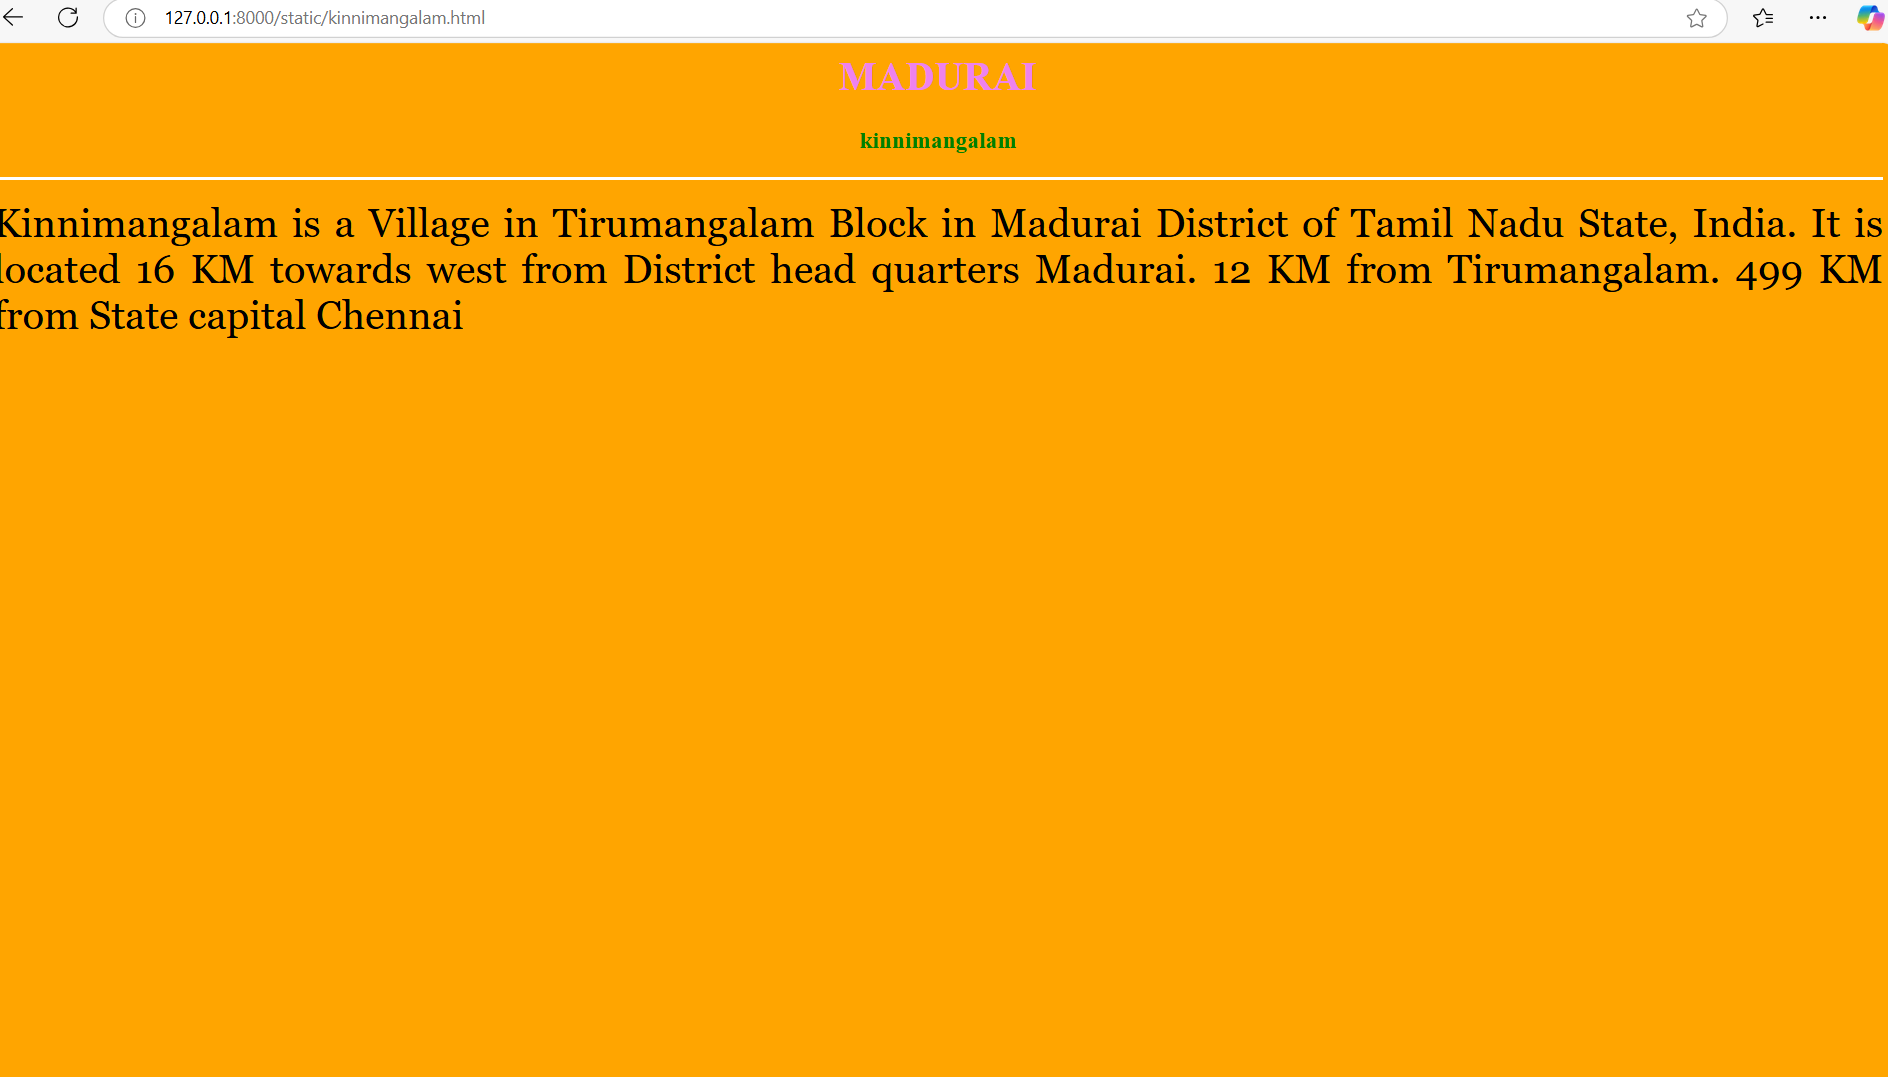 127.0.0.1:8000/static/kinnimangalam.html
MADURAI
kinnimangalam
Kinnimangalam is a Village in Tirumangalam Block in Madurai District of Tamil Nadu State, India. It is
located 16 KM towards west from District head quarters Madurai. 12 KM from Tirumangalam. 499 KM
from State capital Chennai